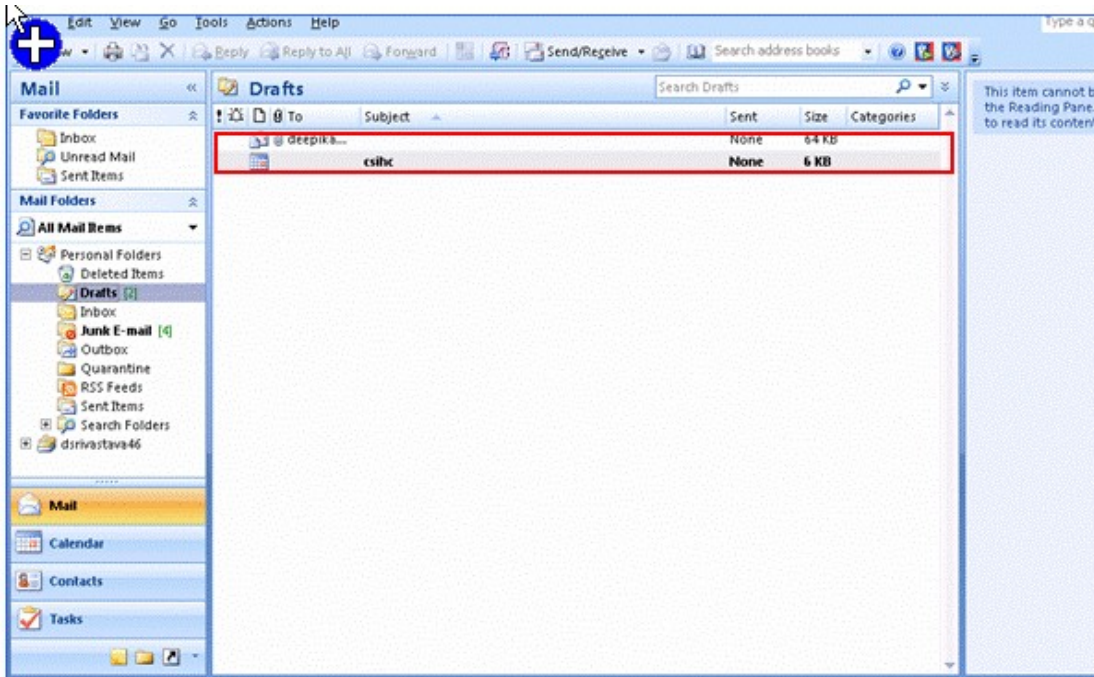 Edit View Go Tools Actions Help
Type a q
w Reply Reply to All Forward Send/Receive Search address books
Mail
Favorite Folders
Inbox
Unread Mail
Sent Items
Mail Folders
All Mail Items
Personal Folders
Deleted Items
Drafts [2]
Inbox
Junk E-mail [4]
Outbox
Quarantine
RSS Feeds
Sent Items
Search Folders
dsrivastava46
Mail
Calendar
Contacts
Tasks
Drafts
Search Drafts
! To Subject Sent Size Categories
deepika... None 64 KB
csihc None 6 KB
This item cannot b
the Reading Pane.
to read its content